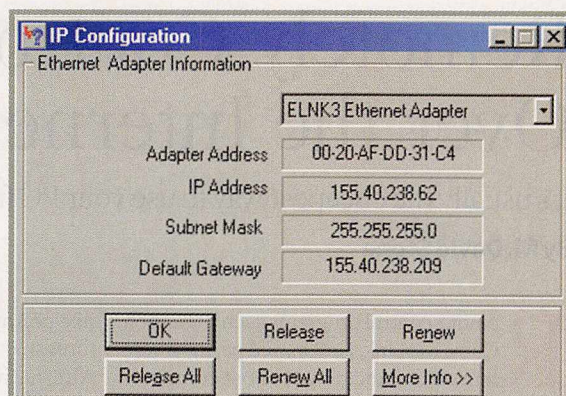 IP Configuration
Ethernet Adapter Information
ELNK3 Ethernet Adapter
Adapter Address 00-20-AF-DD-31-C4
IP Address 155.40.238.62
Subnet Mask 255.255.255.0
Default Gateway 155.40.238.209
OK Release Renew
Release All Renew All More Info >>